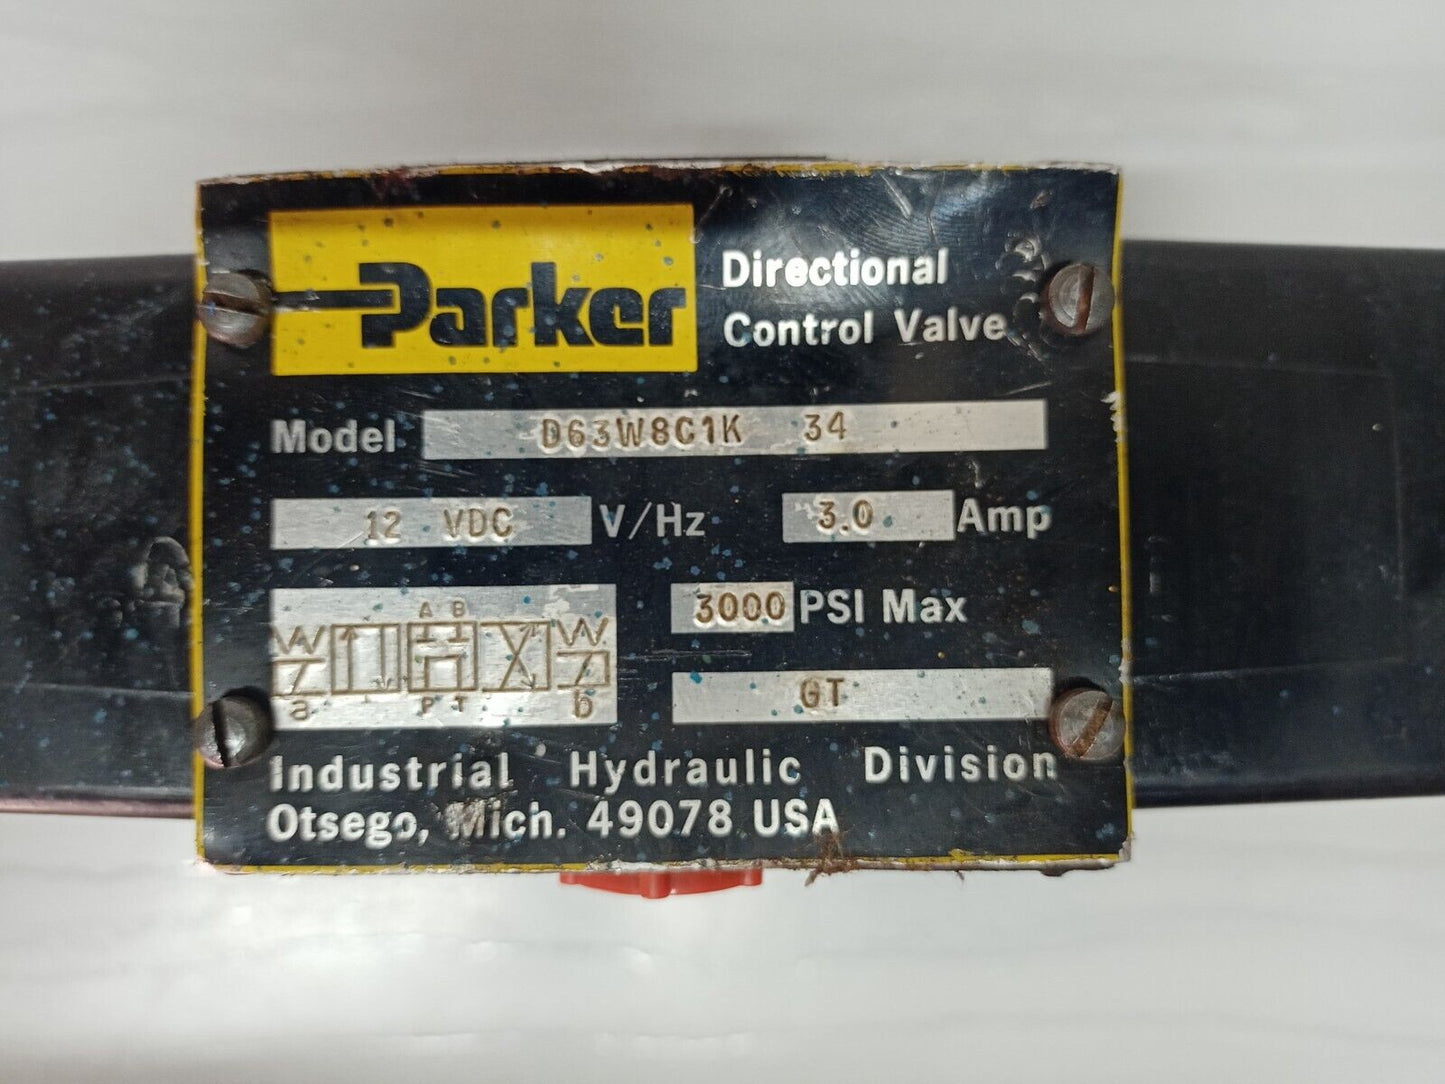 Parker
Directional
Control Valve
Model D63W8C1K 34
12 VDC V/Hz 3.0 Amp
A B
3000 PSI Max
a P T b
GT
Industrial Hydraulic Division
Otsego, Mich. 49078 USA